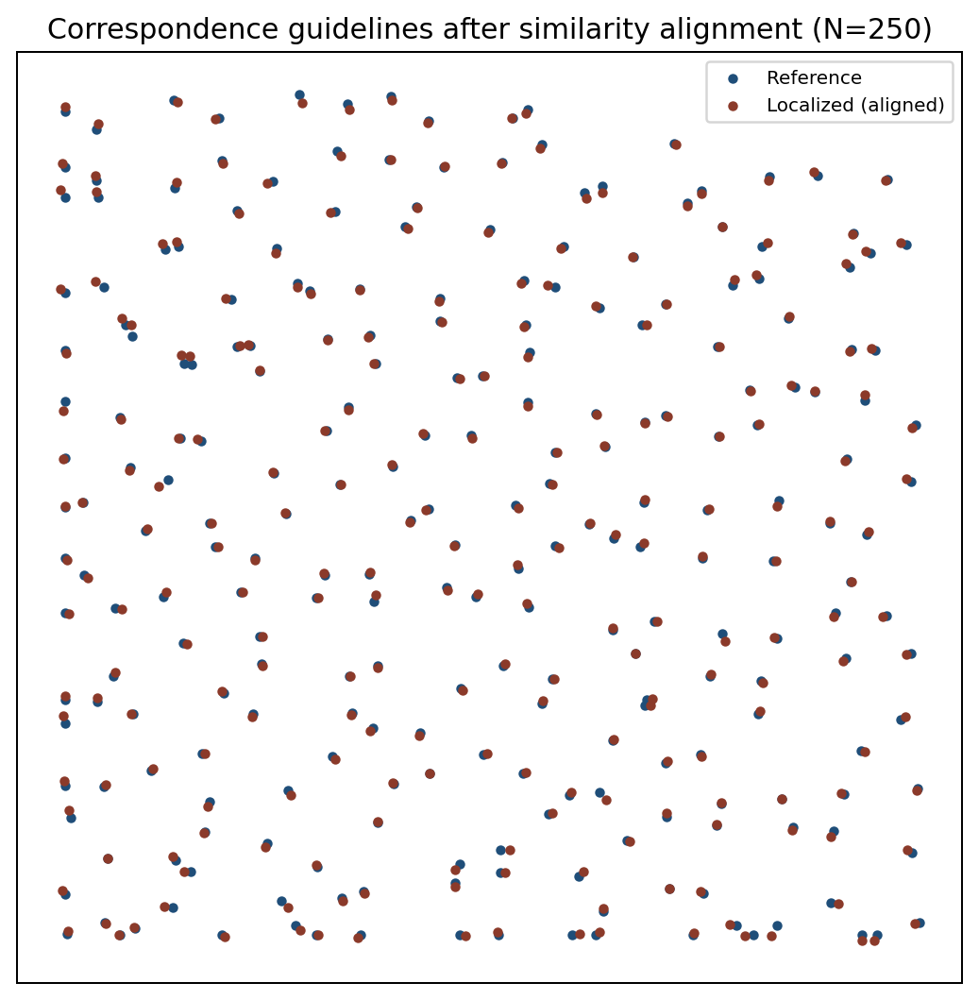 Correspondence guidelines after similarity alignment (N=250)
Reference
Localized (aligned)